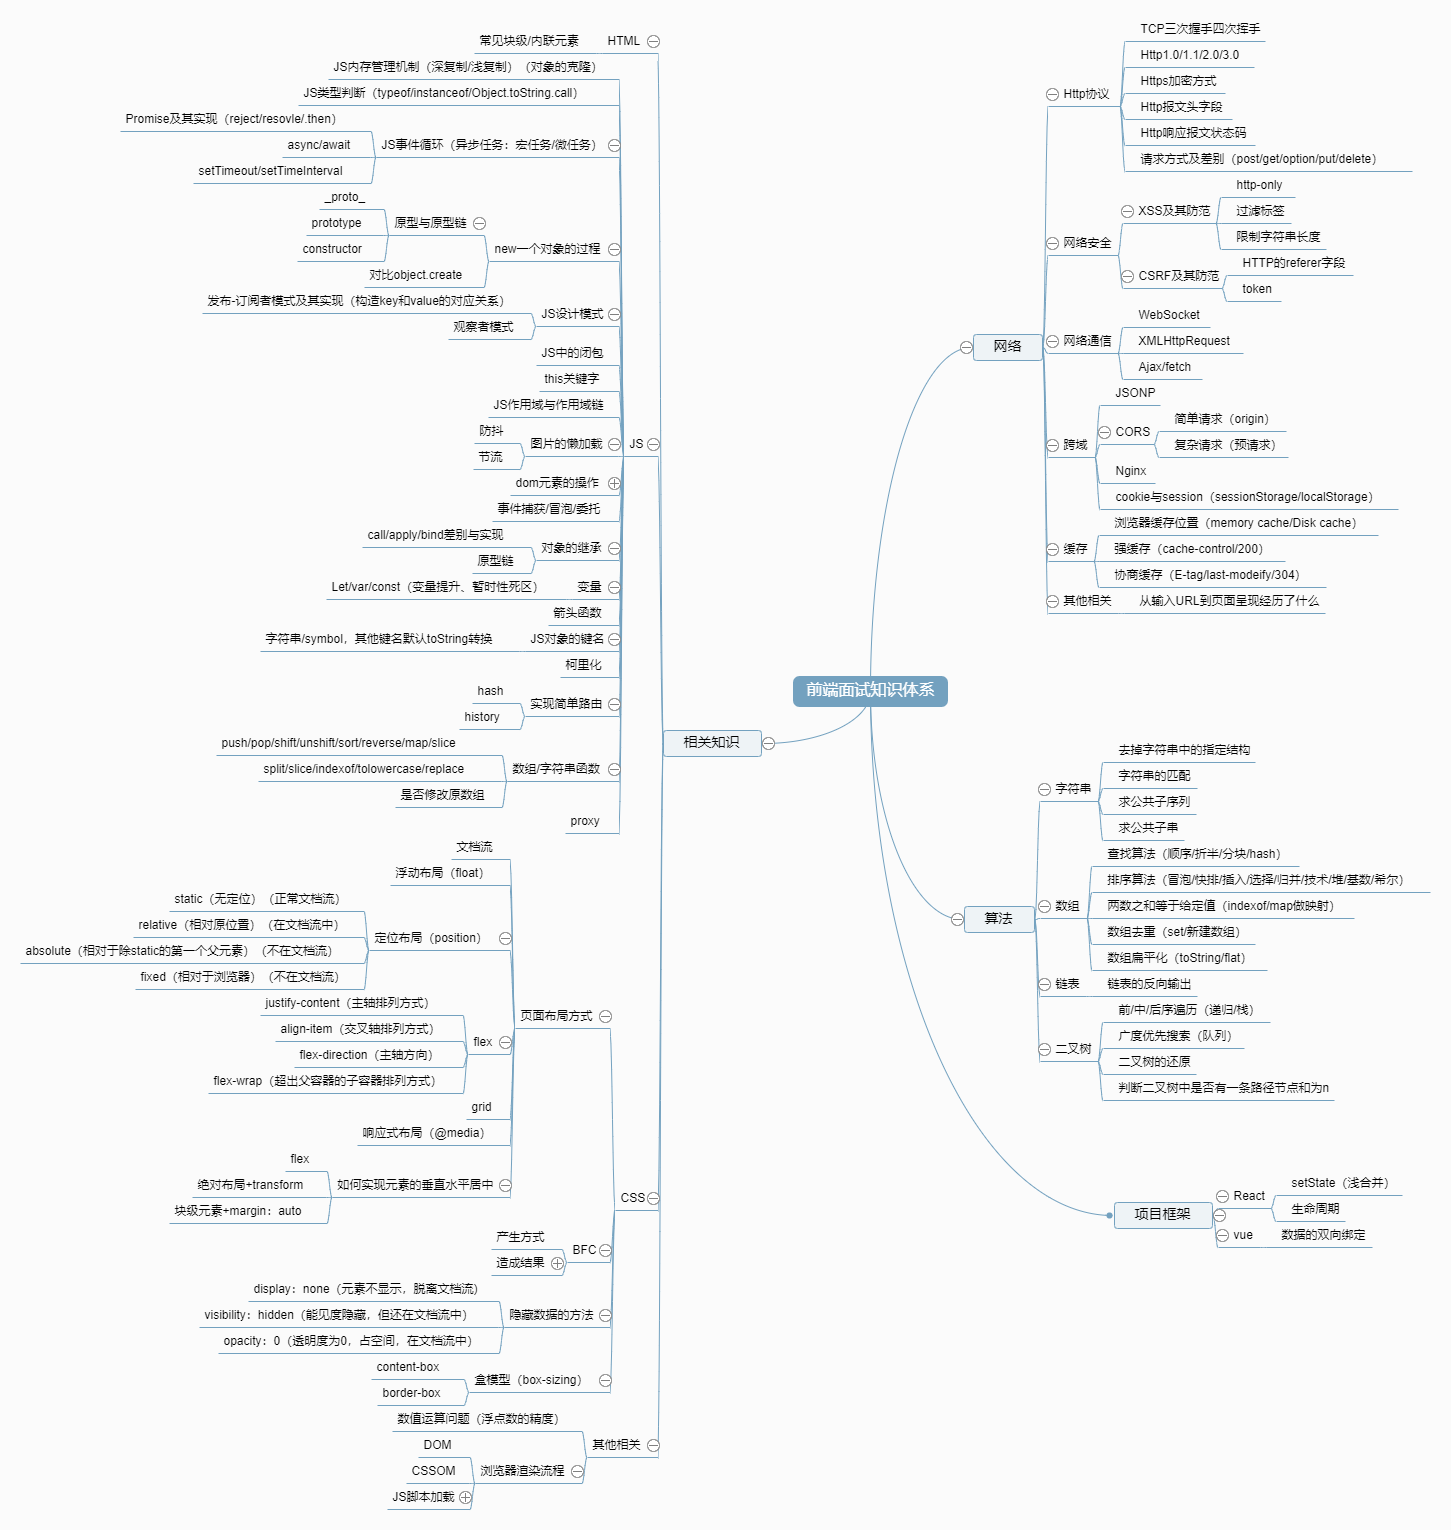 前端面试知识体系
网络
Http协议
TCP三次握手四次挥手
Http1.0/1.1/2.0/3.0
Https加密方式
Http报文头字段
Http响应报文状态码
请求方式及差别（post/get/option/put/delete）
网络安全
XSS及其防范
http-only
过滤标签
限制字符串长度
CSRF及其防范
HTTP的referer字段
token
网络通信
WebSocket
XMLHttpRequest
Ajax/fetch
跨域
JSONP
CORS
简单请求（origin）
复杂请求（预请求）
Nginx
cookie与session（sessionStorage/localStorage）
缓存
浏览器缓存位置（memory cache/Disk cache）
强缓存（cache-control/200）
协商缓存（E-tag/last-modeify/304）
其他相关
从输入URL到页面呈现经历了什么
算法
字符串
去掉字符串中的指定结构
字符串的匹配
求公共子序列
求公共子串
数组
查找算法（顺序/折半/分块/hash）
排序算法（冒泡/快排/插入/选择/归并/技术/堆/基数/希尔）
两数之和等于给定值（indexof/map做映射）
数组去重（set/新建数组）
数组扁平化（toString/flat）
链表
链表的反向输出
二叉树
前/中/后序遍历（递归/栈）
广度优先搜索（队列）
二叉树的还原
判断二叉树中是否有一条路径节点和为n
项目框架
React
setState（浅合并）
生命周期
vue
数据的双向绑定
相关知识
HTML
常见块级/内联元素
JS
JS内存管理机制（深复制/浅复制）（对象的克隆）
JS类型判断（typeof/instanceof/Object.toString.call）
JS事件循环（异步任务：宏任务/微任务）
Promise及其实现（reject/resovle/.then）
async/await
setTimeout/setTimeInterval
new一个对象的过程
原型与原型链
_proto_
prototype
constructor
对比object.create
JS设计模式
发布-订阅者模式及其实现（构造key和value的对应关系）
观察者模式
JS中的闭包
this关键字
JS作用域与作用域链
图片的懒加载
防抖
节流
dom元素的操作
事件捕获/冒泡/委托
对象的继承
call/apply/bind差别与实现
原型链
变量
Let/var/const（变量提升、暂时性死区）
箭头函数
JS对象的键名
字符串/symbol，其他键名默认toString转换
柯里化
实现简单路由
hash
history
数组/字符串函数
push/pop/shift/unshift/sort/reverse/map/slice
split/slice/indexof/tolowercase/replace
是否修改原数组
proxy
CSS
页面布局方式
文档流
浮动布局（float）
定位布局（position）
static（无定位）（正常文档流）
relative（相对原位置）（在文档流中）
absolute（相对于除static的第一个父元素）（不在文档流）
fixed（相对于浏览器）（不在文档流）
flex
justify-content（主轴排列方式）
align-item（交叉轴排列方式）
flex-direction（主轴方向）
flex-wrap（超出父容器的子容器排列方式）
grid
响应式布局（@media）
如何实现元素的垂直水平居中
flex
绝对布局+transform
块级元素+margin：auto
BFC
产生方式
造成结果
隐藏数据的方法
display：none（元素不显示，脱离文档流）
visibility：hidden（能见度隐藏，但还在文档流中）
opacity：0（透明度为0，占空间，在文档流中）
盒模型（box-sizing）
content-box
border-box
其他相关
数值运算问题（浮点数的精度）
浏览器渲染流程
DOM
CSSOM
JS脚本加载